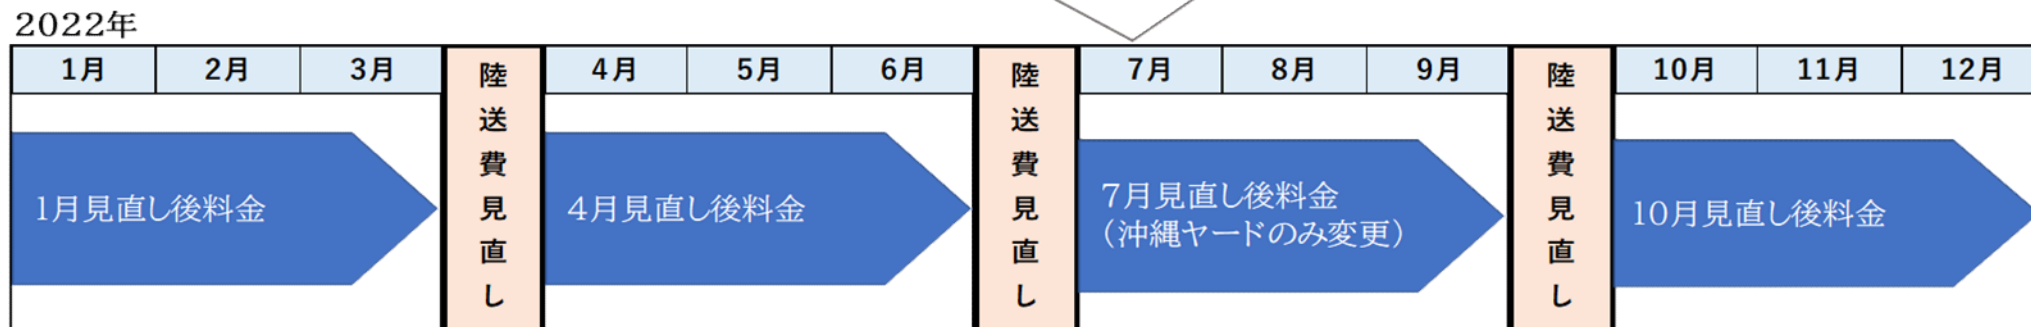 2022年
1月 2月 3月 陸送費見直し 4月 5月 6月 陸送費見直し 7月 8月 9月 陸送費見直し 10月 11月 12月
1月見直し後料金
4月見直し後料金
7月見直し後料金
（沖縄ヤードのみ変更）
10月見直し後料金